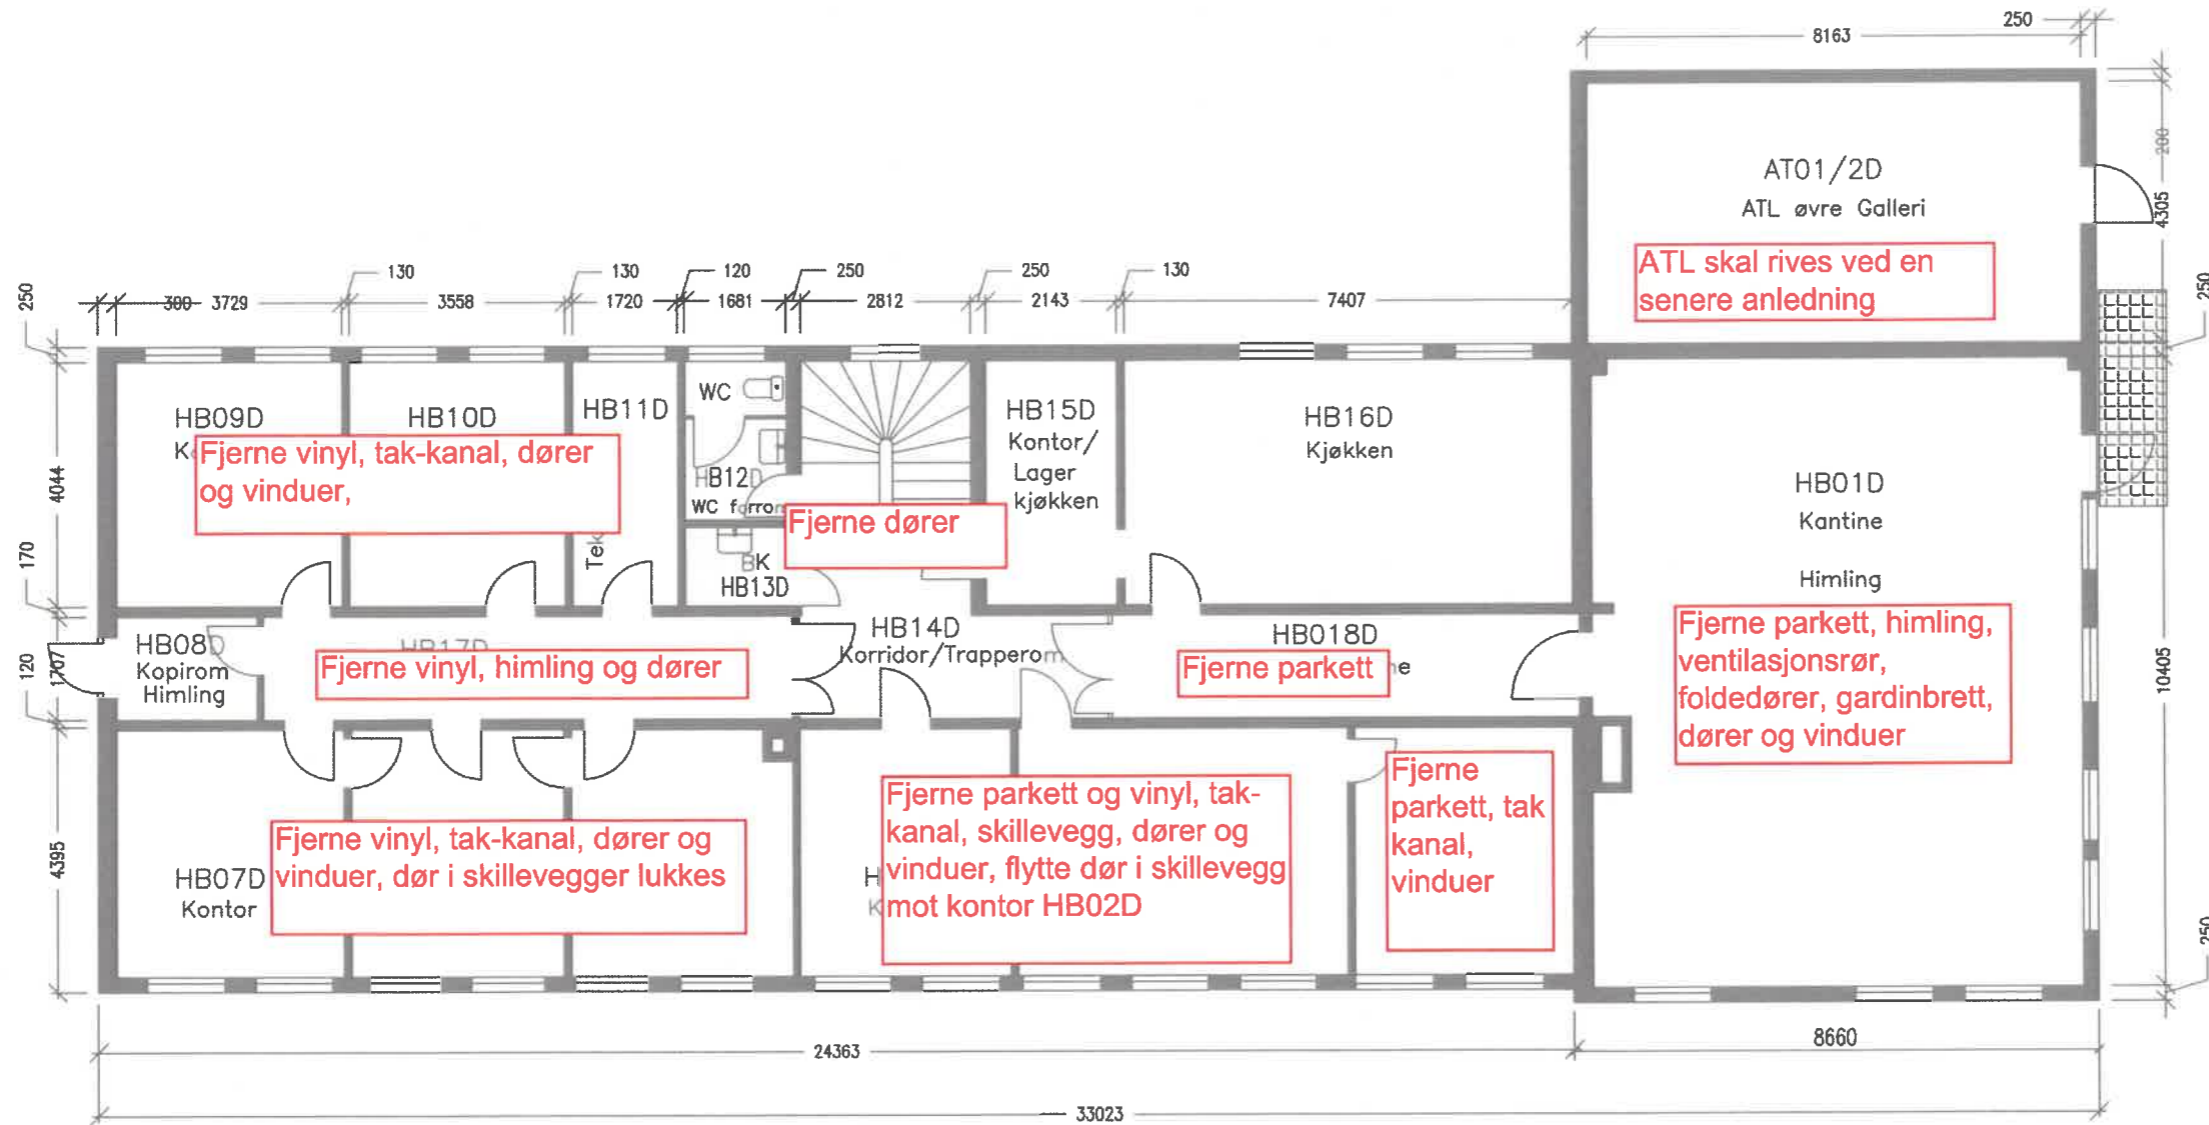 250
8163
200
AT01/2D
ATL øvre Galleri
4305
ATL skal rives ved en
senere anledning
130
130
120
250
250
130
250
250
300
3729
3558
1720
1681
2812
2143
7407
WC
HB09D
HB10D
HB11D
HB15D
Kontor/
Lager
kjøkken
HB16D
Kjøkken
Fjerne vinyl, tak-kanal, dører
og vinduer,
4044
HB12D
WC forrom
HB01D
Kantine
Himling
Fjerne dører
Tek
BK
HB13D
170
HB08D
Kopirom
Himling
HB17D
Fjerne vinyl, himling og dører
HB14D
Korridor/Trapperom
HB018D
Fjerne parkett
Fjerne parkett, himling,
ventilasjonsrør,
foldedører, gardinbrett,
dører og vinduer
120
1707
10405
Fjerne
parkett, tak
kanal,
vinduer
Fjerne parkett og vinyl, tak-
kanal, skillevegg, dører og
vinduer, flytte dør i skillevegg
mot kontor HB02D
Fjerne vinyl, tak-kanal, dører og
vinduer, dør i skillevegger lukkes
4395
HB07D
Kontor
250
24363
8660
33023